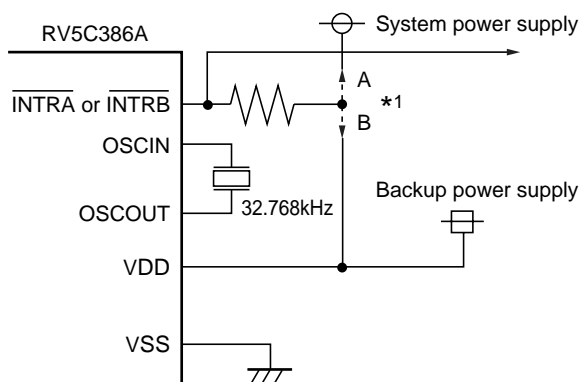 System power supply
RV5C386A
A
INTRA or INTRB
*1
B
OSCIN
Backup power supply
OSCOUT
32.768kHz
VDD
VSS